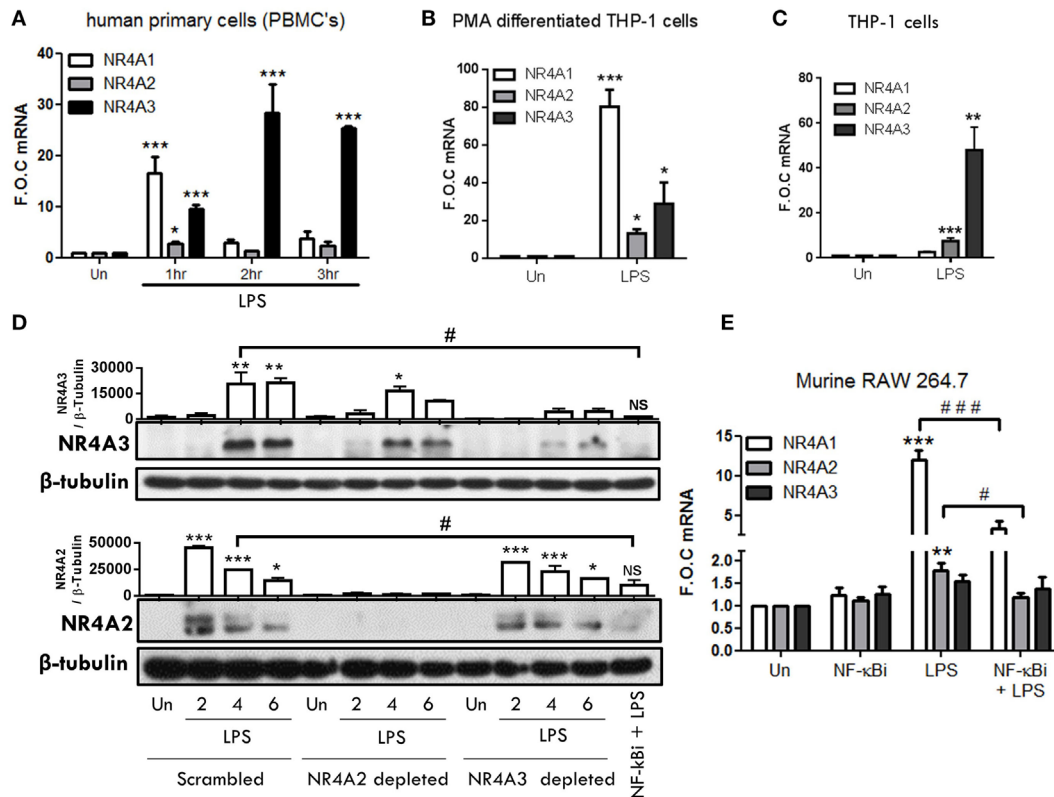 A
human primary cells (PBMC's)
NR4A1
NR4A2
NR4A3
F.O.C mRNA
40
30
20
10
0
***
*
***
***
***
Un
1hr
2hr
3hr
LPS
B
PMA differentiated THP-1 cells
NR4A1
NR4A2
NR4A3
F.O.C mRNA
100
80
60
40
20
0
***
*
*
Un
LPS
C
THP-1 cells
NR4A1
NR4A2
NR4A3
F.O.C mRNA
80
60
40
20
0
***
**
Un
LPS
D
#
NR4A3
/ β-Tubulin
30000
15000
0
**
**
*
NS
NR4A3
β-tubulin
#
NR4A2
/ β-Tubulin
50000
25000
0
***
***
*
***
***
*
NS
NR4A2
β-tubulin
Un 2 4 6 Un 2 4 6 Un 2 4 6
LPS LPS LPS
Scrambled NR4A2 depleted NR4A3 depleted
NF-kBi + LPS
E
Murine RAW 264.7
NR4A1
NR4A2
NR4A3
F.O.C mRNA
15
10
5
2.0
1.5
1.0
0.5
0.0
# # #
***
#
**
Un
NF-κBi
LPS
NF-κBi
+ LPS